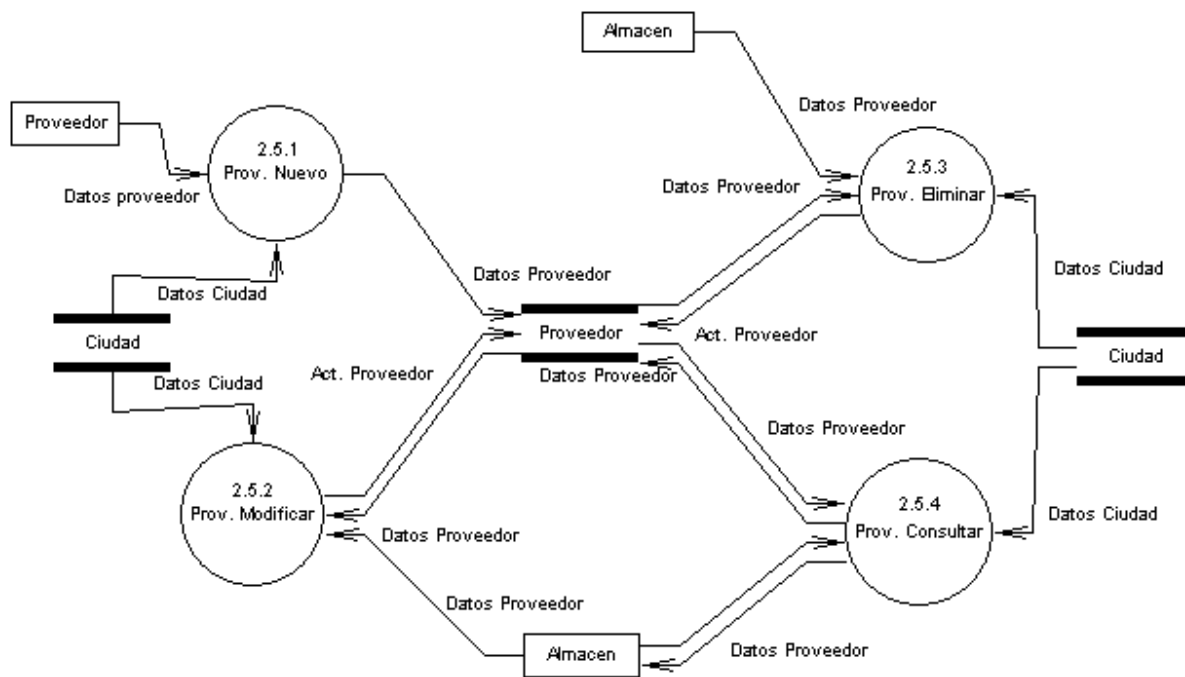 Almacen
Datos Proveedor
Proveedor
2.5.1
Prov. Nuevo
2.5.3
Prov. Eliminar
Datos proveedor
Datos Proveedor
Datos Proveedor
Datos Ciudad
Datos Ciudad
Proveedor
Act. Proveedor
Ciudad
Ciudad
Act. Proveedor
Datos Proveedor
Datos Ciudad
Datos Proveedor
2.5.2
Prov. Modificar
2.5.4
Prov. Consultar
Datos Ciudad
Datos Proveedor
Datos Proveedor
Almacen
Datos Proveedor